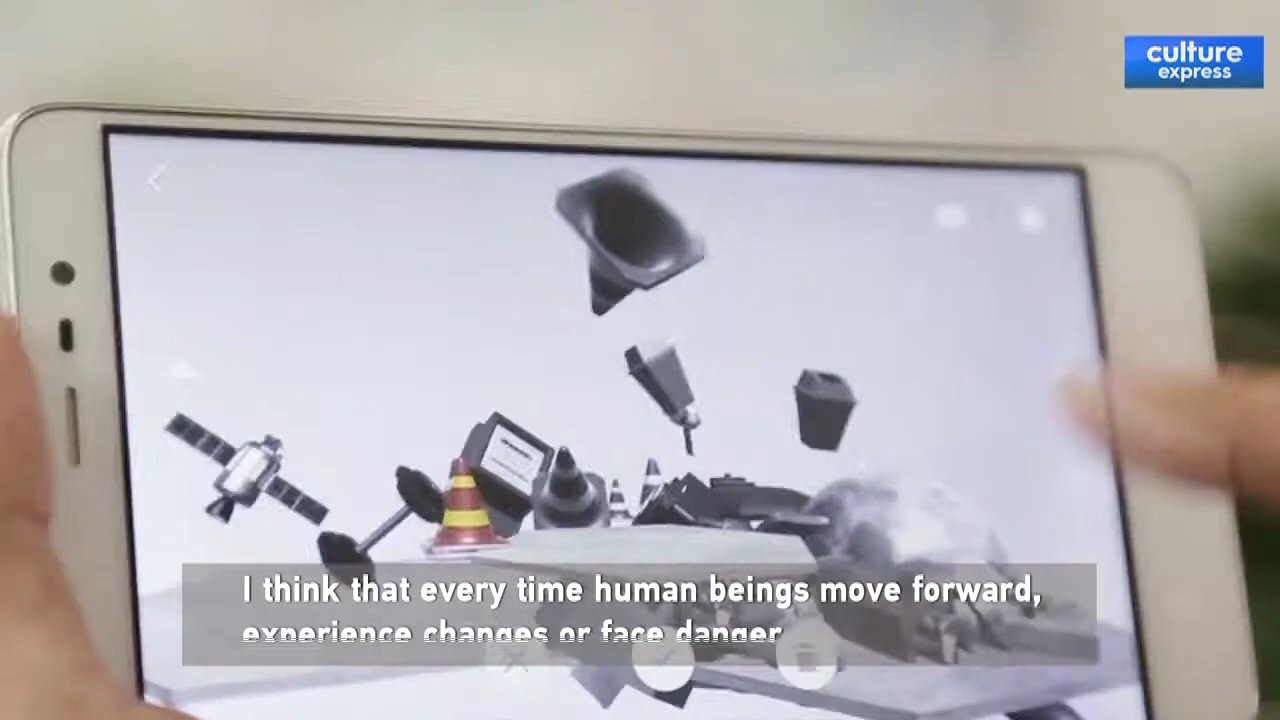 culture
express
I think that every time human beings move forward,
experience changes or face danger